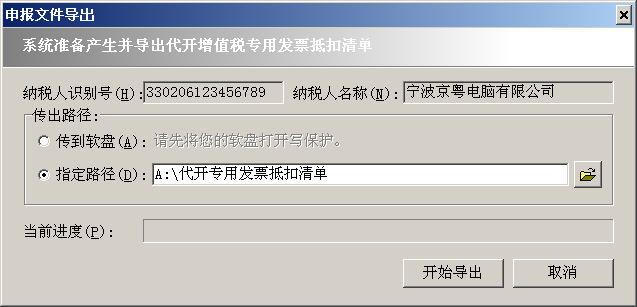 申报文件导出
系统准备产生并导出代开增值税专用发票抵扣清单
纳税人识别号(H): 330206123456789 纳税人名称(N): 宁波京粤电脑有限公司
传出路径:
传到软盘(A): 请先将您的软盘打开写保护。
指定路径(D): A:\代开专用发票抵扣清单
当前进度(P):
开始导出 取消